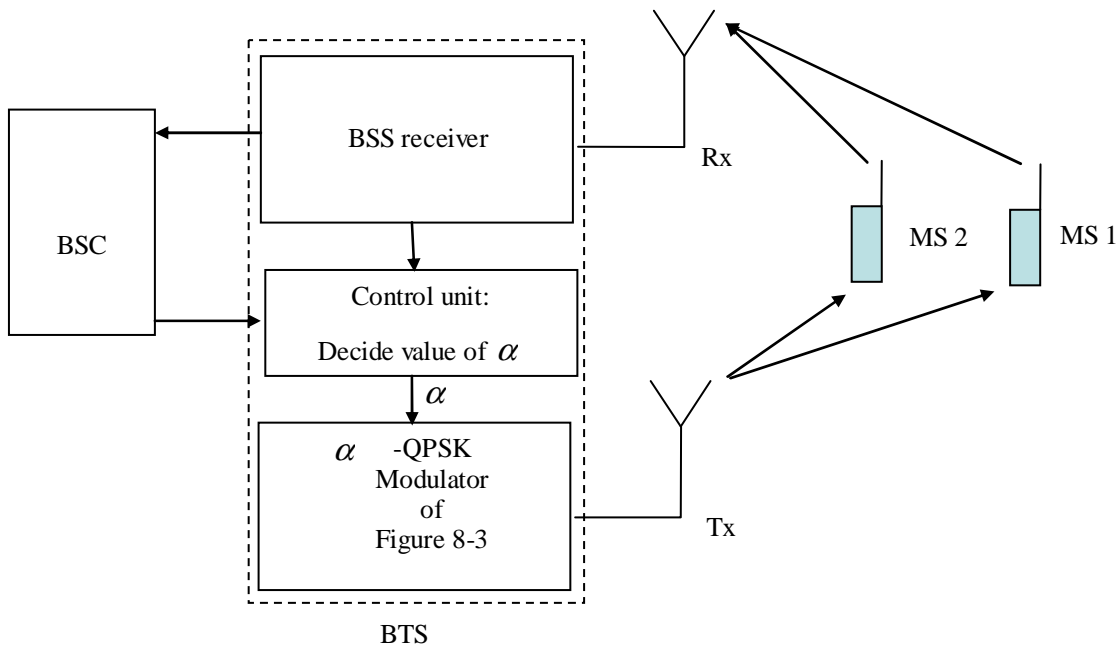 BSS receiver
Rx
BSC
MS 2
MS 1
Control unit:
Decide value of α
α
α -QPSK
Modulator
of
Figure 8-3
Tx
BTS